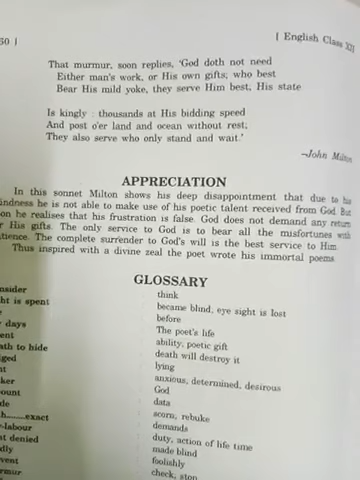 [ English Class XII
50 ]
That murmur, soon replies, 'God doth not need
Either man's work, or His own gifts; who best
Bear His mild yoke, they serve Him best, His state
Is kingly : thousands at His bidding speed
And post o'er land and ocean without rest;
They also serve who only stand and wait.'
–John Milton
APPRECIATION
In this sonnet Milton shows his deep disappointment that due to his
indness he is not able to make use of his poetic talent received from God. But
on he realises that his frustration is false. God does not demand any return
r His gifts. The only service to God is to bear all the misfortunes with
tience. The complete surrender to God's will is the best service to Him.
Thus inspired with a divine zeal the poet wrote his immortal poems
GLOSSARY
nsider : think
ht is spent : became blind, eye sight is lost
e : before
days : The poet's life
ent : ability, poetic gift
ath to hide : death will destroy it
ged : lying
nt : anxious, determined, desirous
ker : God
ount : data
de : scorn, rebuke
h......exact : demands
-labour : duty, action of life time
ht denied : made blind
dly : foolishly
vent : check, stop
rmur